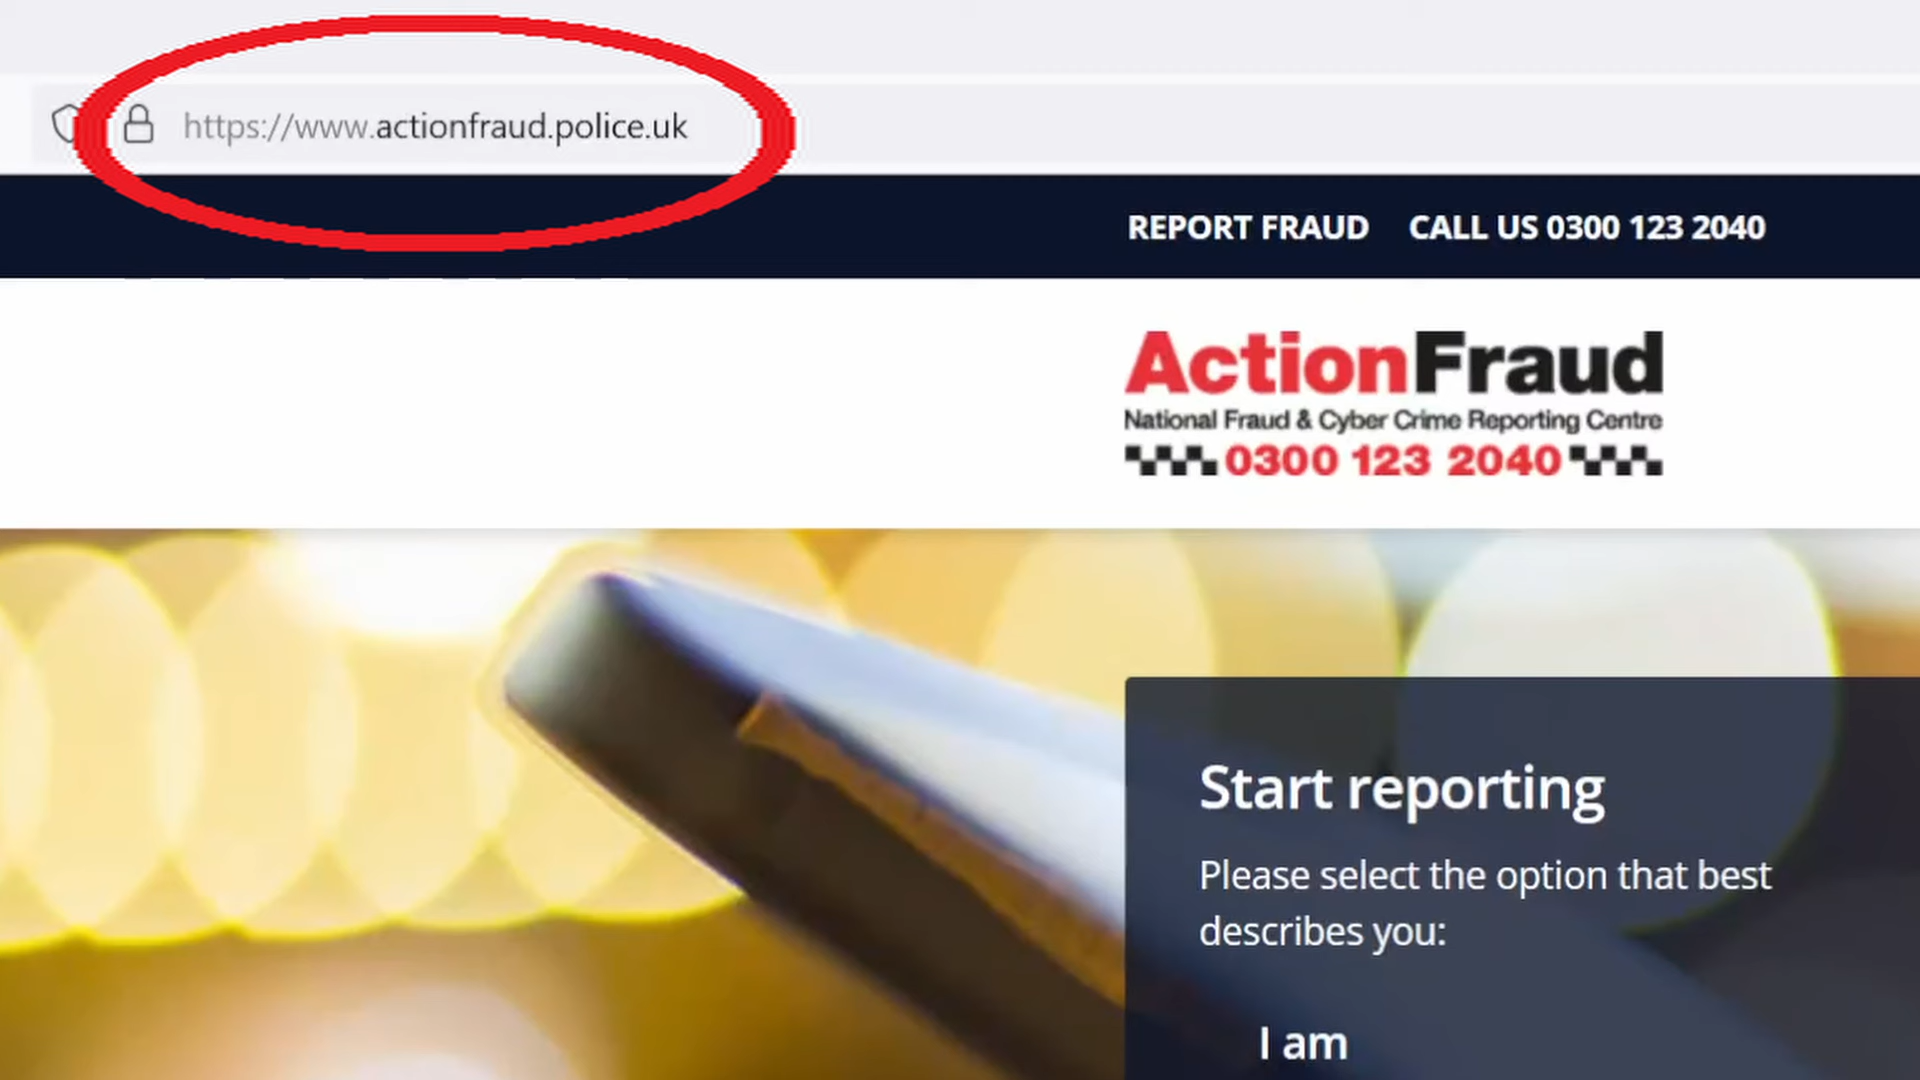 https://www.actionfraud.police.uk
REPORT FRAUD CALL US 0300 123 2040
ActionFraud
National Fraud & Cyber Crime Reporting Centre
0300 123 2040
Start reporting
Please select the option that best
describes you:
I am